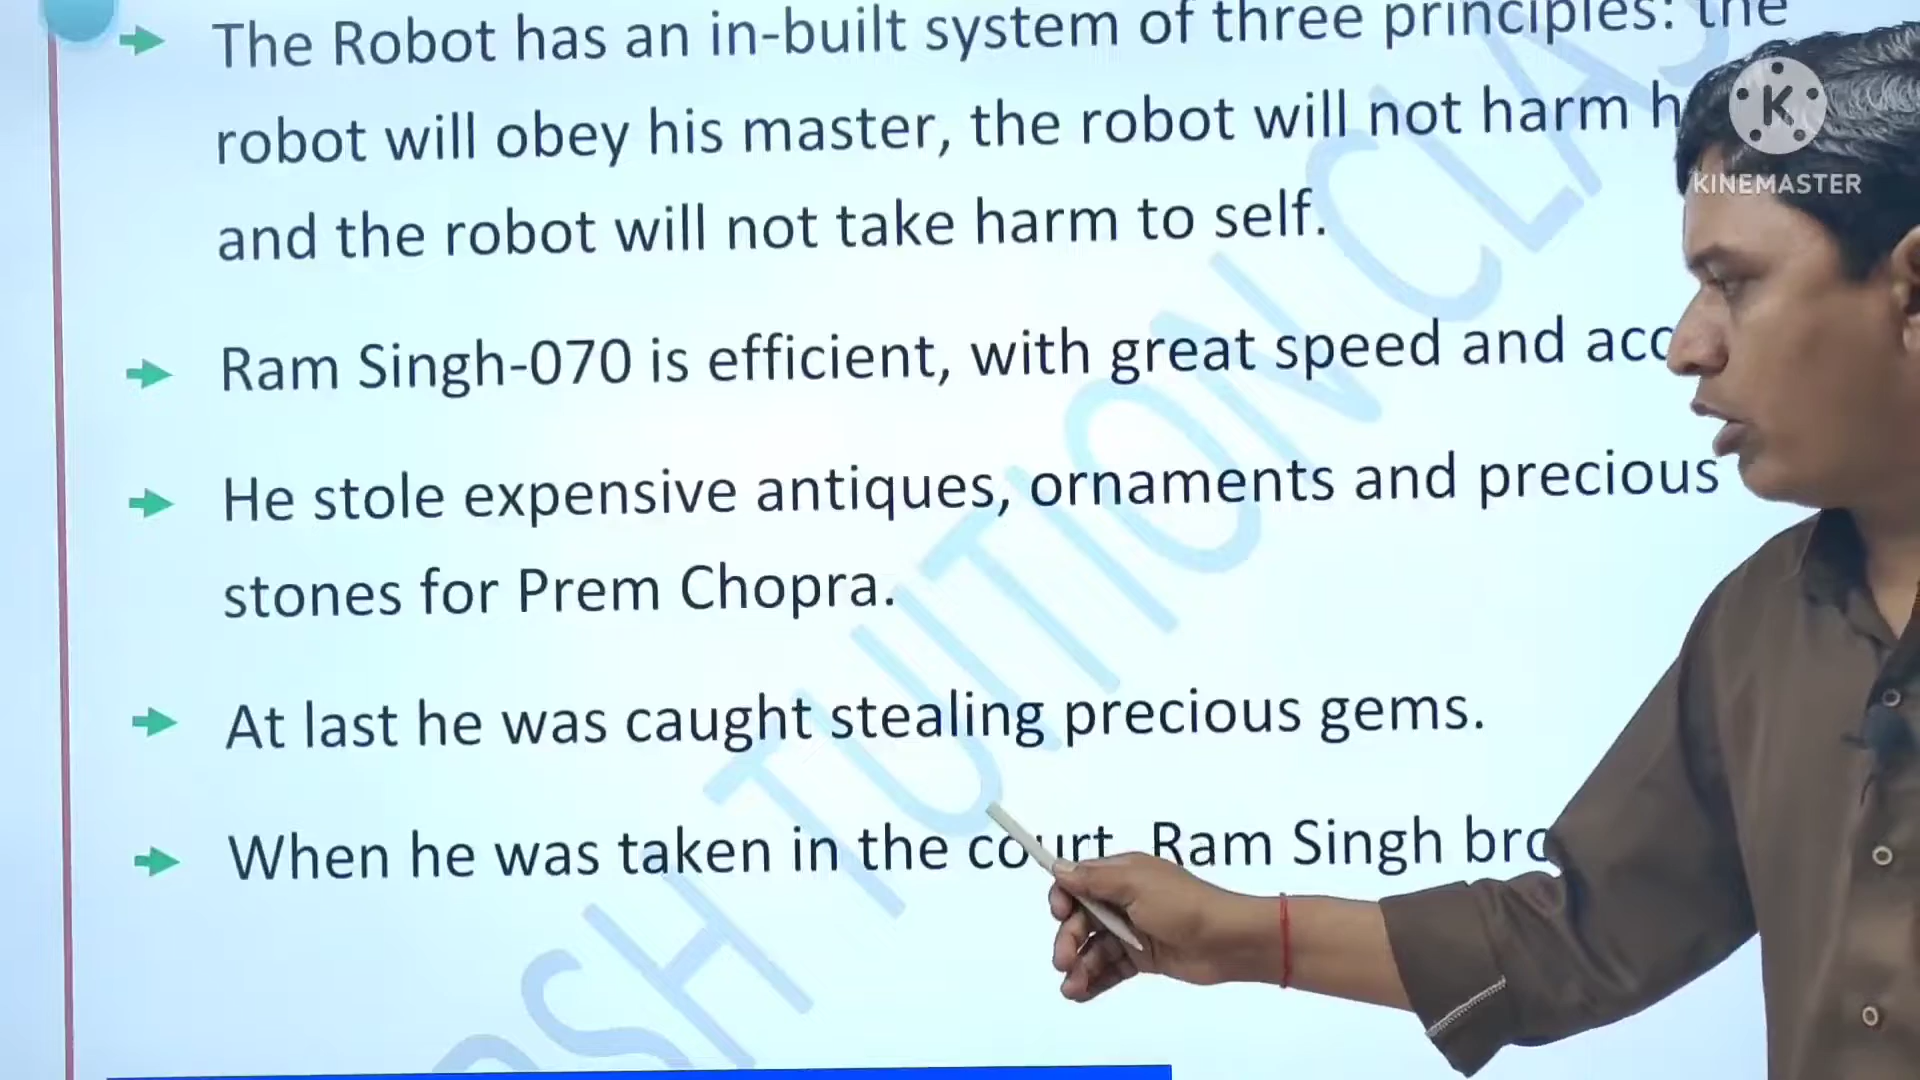 The Robot has an in-built system of three principles: the
robot will obey his master, the robot will not harm
and the robot will not take harm to self.
Ram Singh-070 is efficient, with great speed and
He stole expensive antiques, ornaments and precious
stones for Prem Chopra.
At last he was caught stealing precious gems.
When he was taken in the court, Ram Singh
TUTION
K
KINEMASTER